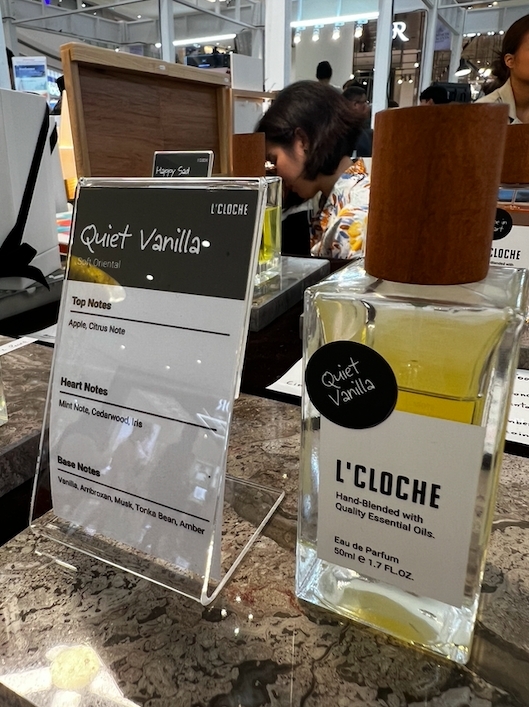 Happy Sad
L'CLOCHE
Quiet Vanilla
Soft Oriental
Top Notes
Apple, Citrus Note
Heart Notes
Mint Note, Cedarwood, Iris
Base Notes
Vanilla, Ambroxan, Musk, Tonka Bean, Amber
Quiet
Vanilla
L'CLOCHE
Hand-Blended with
Quality Essential Oils.
Eau de Parfum
50ml e 1.7 FL.OZ.
CLOCHE